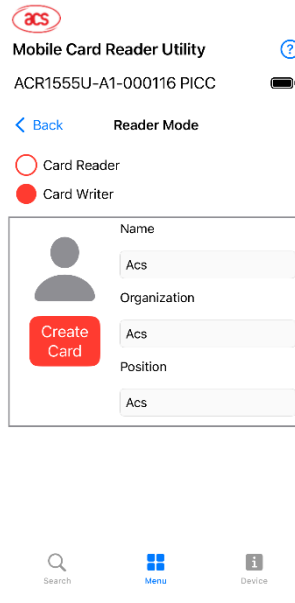 acs
Mobile Card Reader Utility
?
ACR1555U-A1-000116 PICC
Back
Reader Mode
Card Reader
Card Writer
Name
Acs
Organization
Acs
Create
Card
Position
Acs
Search
Menu
Device